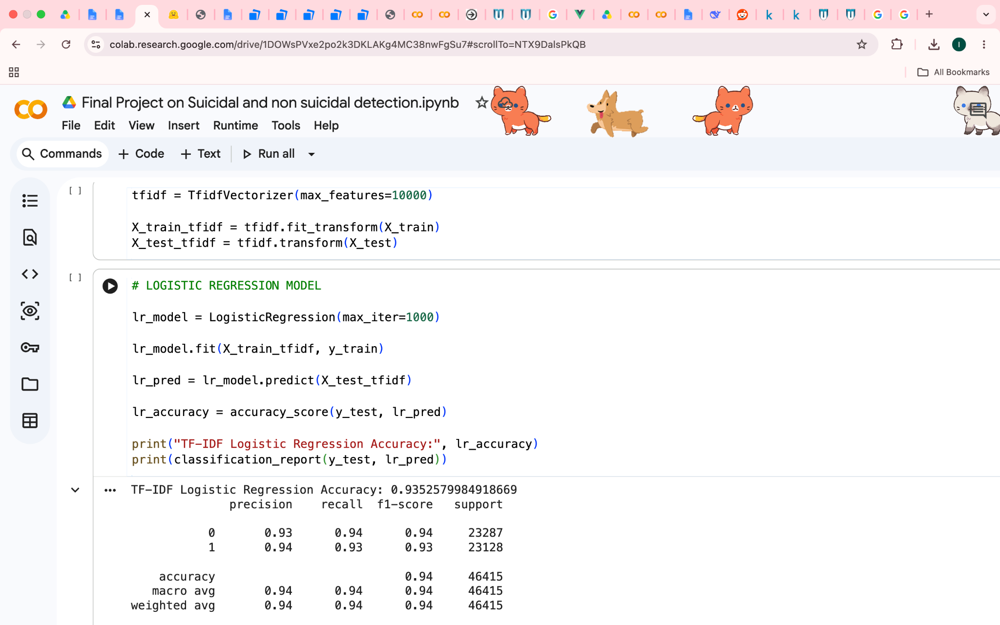 colab.research.google.com/drive/1DOWsPVxe2po2k3DKLAKg4MC38nwFgSu7#scrollTo=NTX9DalsPkQB
I
All Bookmarks
Final Project on Suicidal and non suicidal detection.ipynb
File Edit View Insert Runtime Tools Help
Commands + Code + Text Run all
[ ]
tfidf = TfidfVectorizer(max_features=10000)
X_train_tfidf = tfidf.fit_transform(X_train)
X_test_tfidf = tfidf.transform(X_test)
[ ]
# LOGISTIC REGRESSION MODEL
lr_model = LogisticRegression(max_iter=1000)
lr_model.fit(X_train_tfidf, y_train)
lr_pred = lr_model.predict(X_test_tfidf)
lr_accuracy = accuracy_score(y_test, lr_pred)
print("TF-IDF Logistic Regression Accuracy:", lr_accuracy)
print(classification_report(y_test, lr_pred))
TF-IDF Logistic Regression Accuracy: 0.9352579984918669
precision recall f1-score support
0 0.93 0.94 0.94 23287
1 0.94 0.93 0.93 23128
accuracy 0.94 46415
macro avg 0.94 0.94 0.94 46415
weighted avg 0.94 0.94 0.94 46415